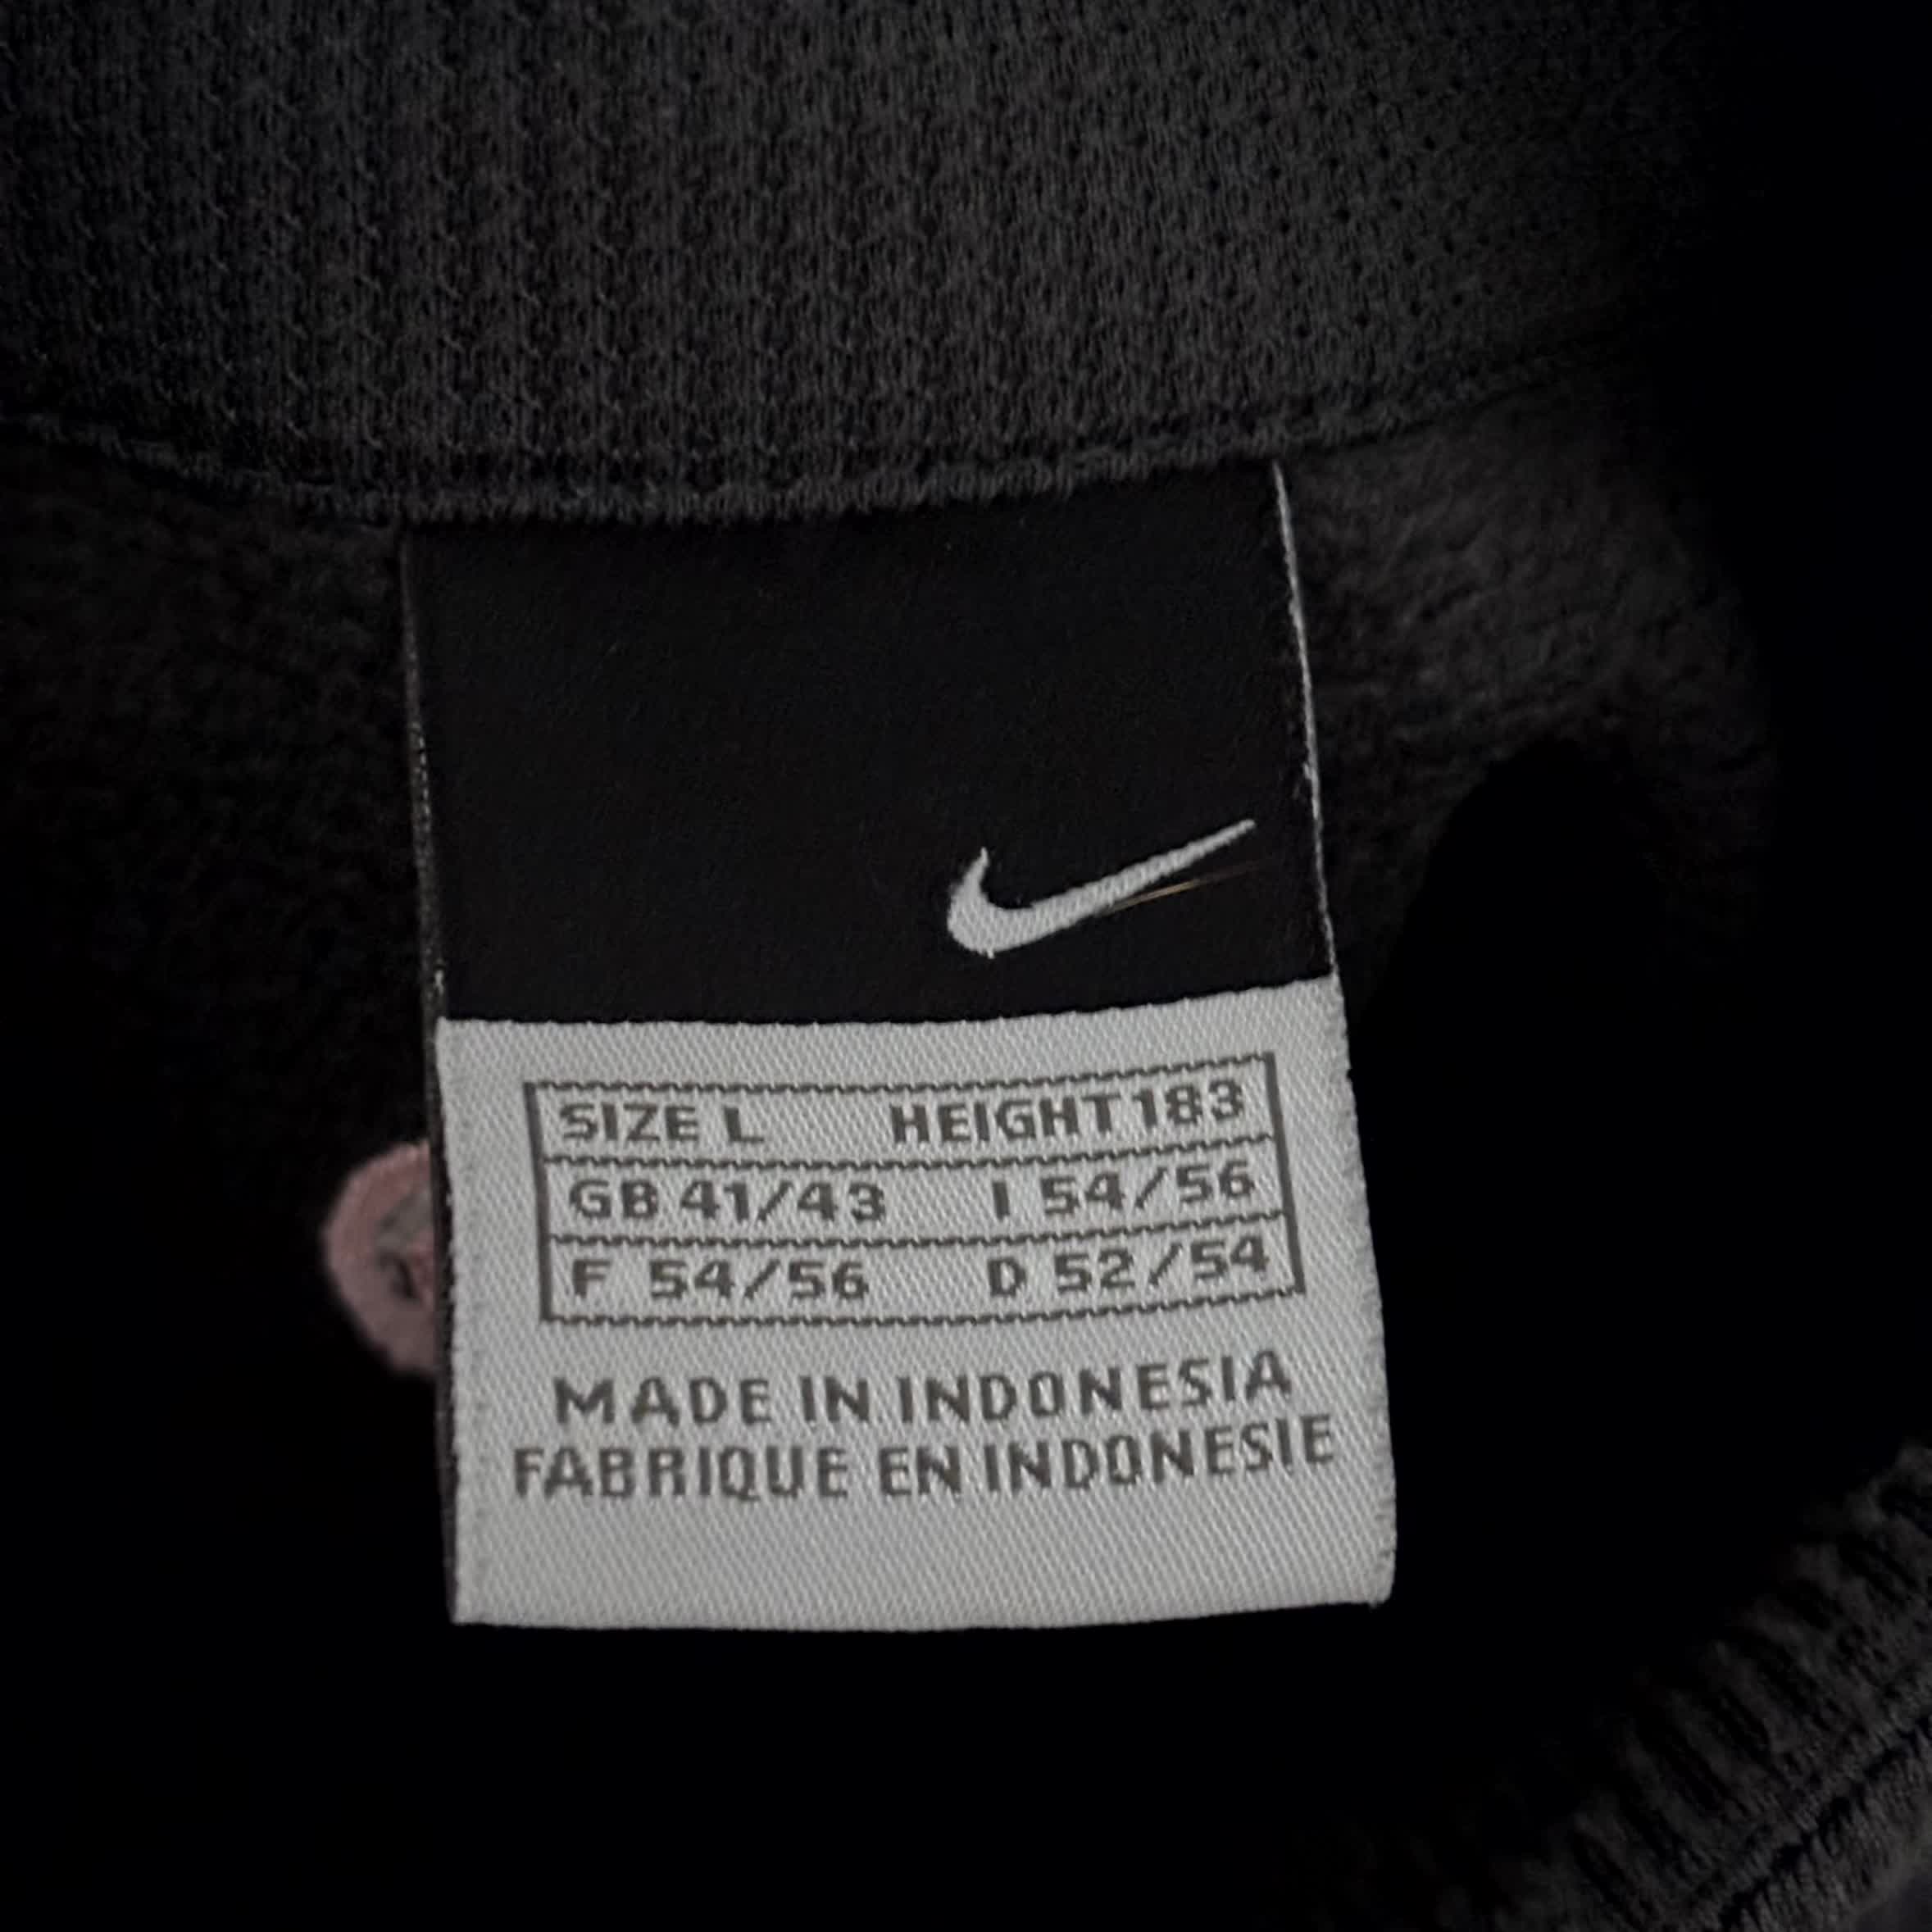 SIZE L HEIGHT 183
GB 41/43 I 54/56
F 54/56 D 52/54
MADE IN INDONESIA
FABRIQUE EN INDONESIE